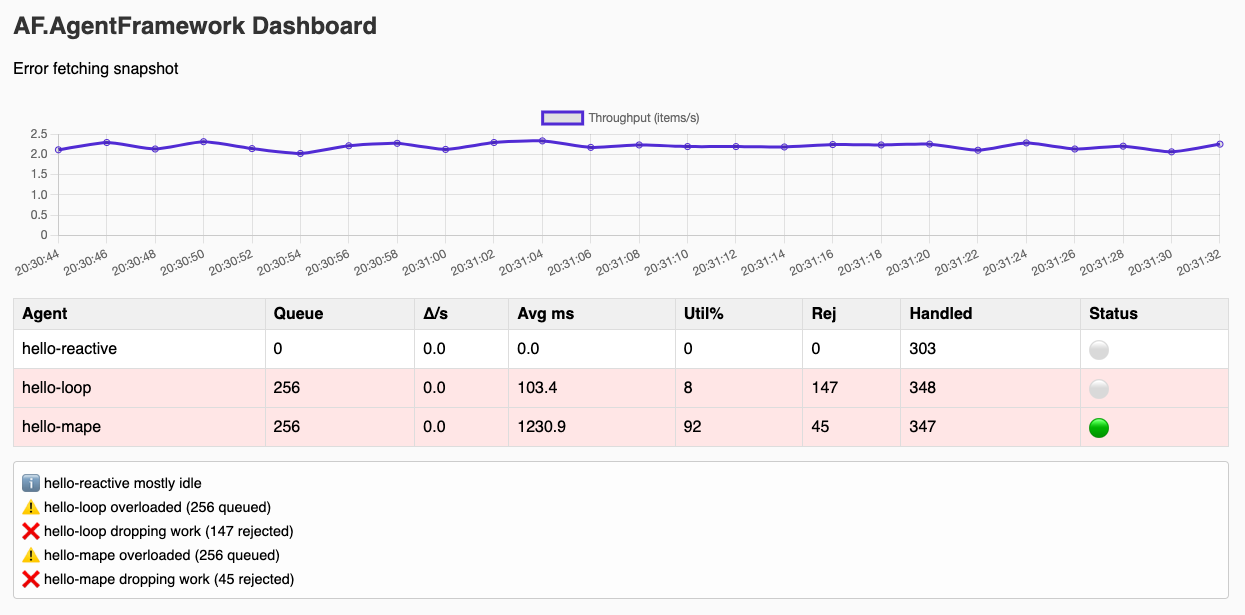 AF.AgentFramework Dashboard
Error fetching snapshot
Throughput (items/s)
2.5
2.0
1.5
1.0
0.5
0
20:30:44 20:30:46 20:30:48 20:30:50 20:30:52 20:30:54 20:30:56 20:30:58 20:31:00 20:31:02 20:31:04 20:31:06 20:31:08 20:31:10 20:31:12 20:31:14 20:31:16 20:31:18 20:31:20 20:31:22 20:31:24 20:31:26 20:31:28 20:31:30 20:31:32
Agent Queue Δ/s Avg ms Util% Rej Handled Status
hello-reactive 0 0.0 0.0 0 0 303
hello-loop 256 0.0 103.4 8 147 348
hello-mape 256 0.0 1230.9 92 45 347
hello-reactive mostly idle
hello-loop overloaded (256 queued)
hello-loop dropping work (147 rejected)
hello-mape overloaded (256 queued)
hello-mape dropping work (45 rejected)